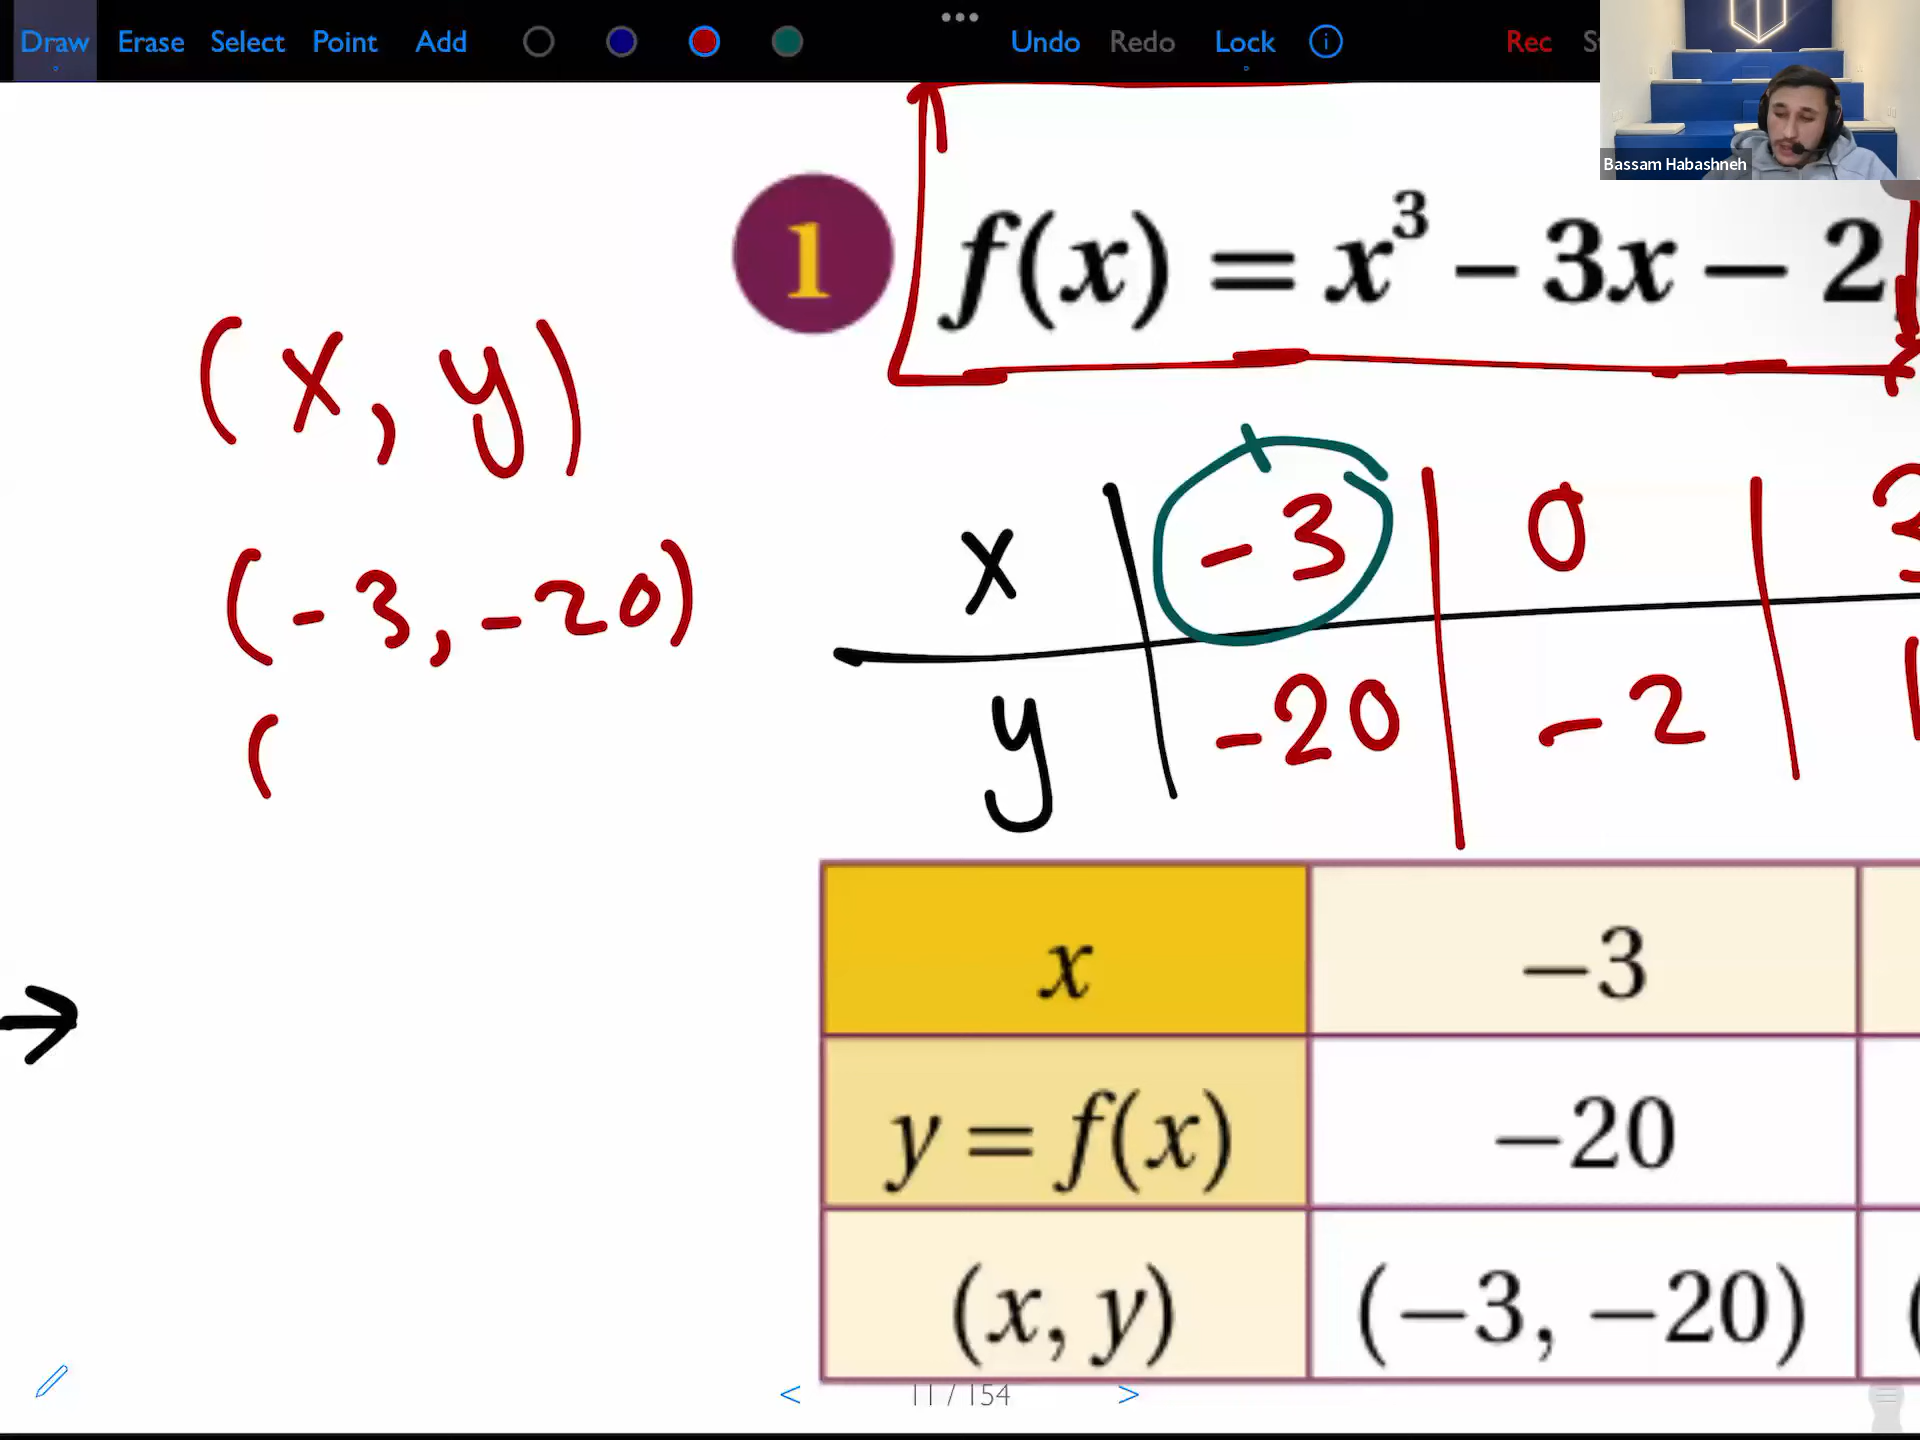 Draw Erase Select Point Add Undo Redo Lock Rec
Bassam Habashneh
1 f(x) = x³ – 3x – 2
(x, y)
(-3, -20)
(
x -3 0
y -20 -2
x –3
y = f(x) –20
(x, y) (–3, –20)
< 11 / 154 >